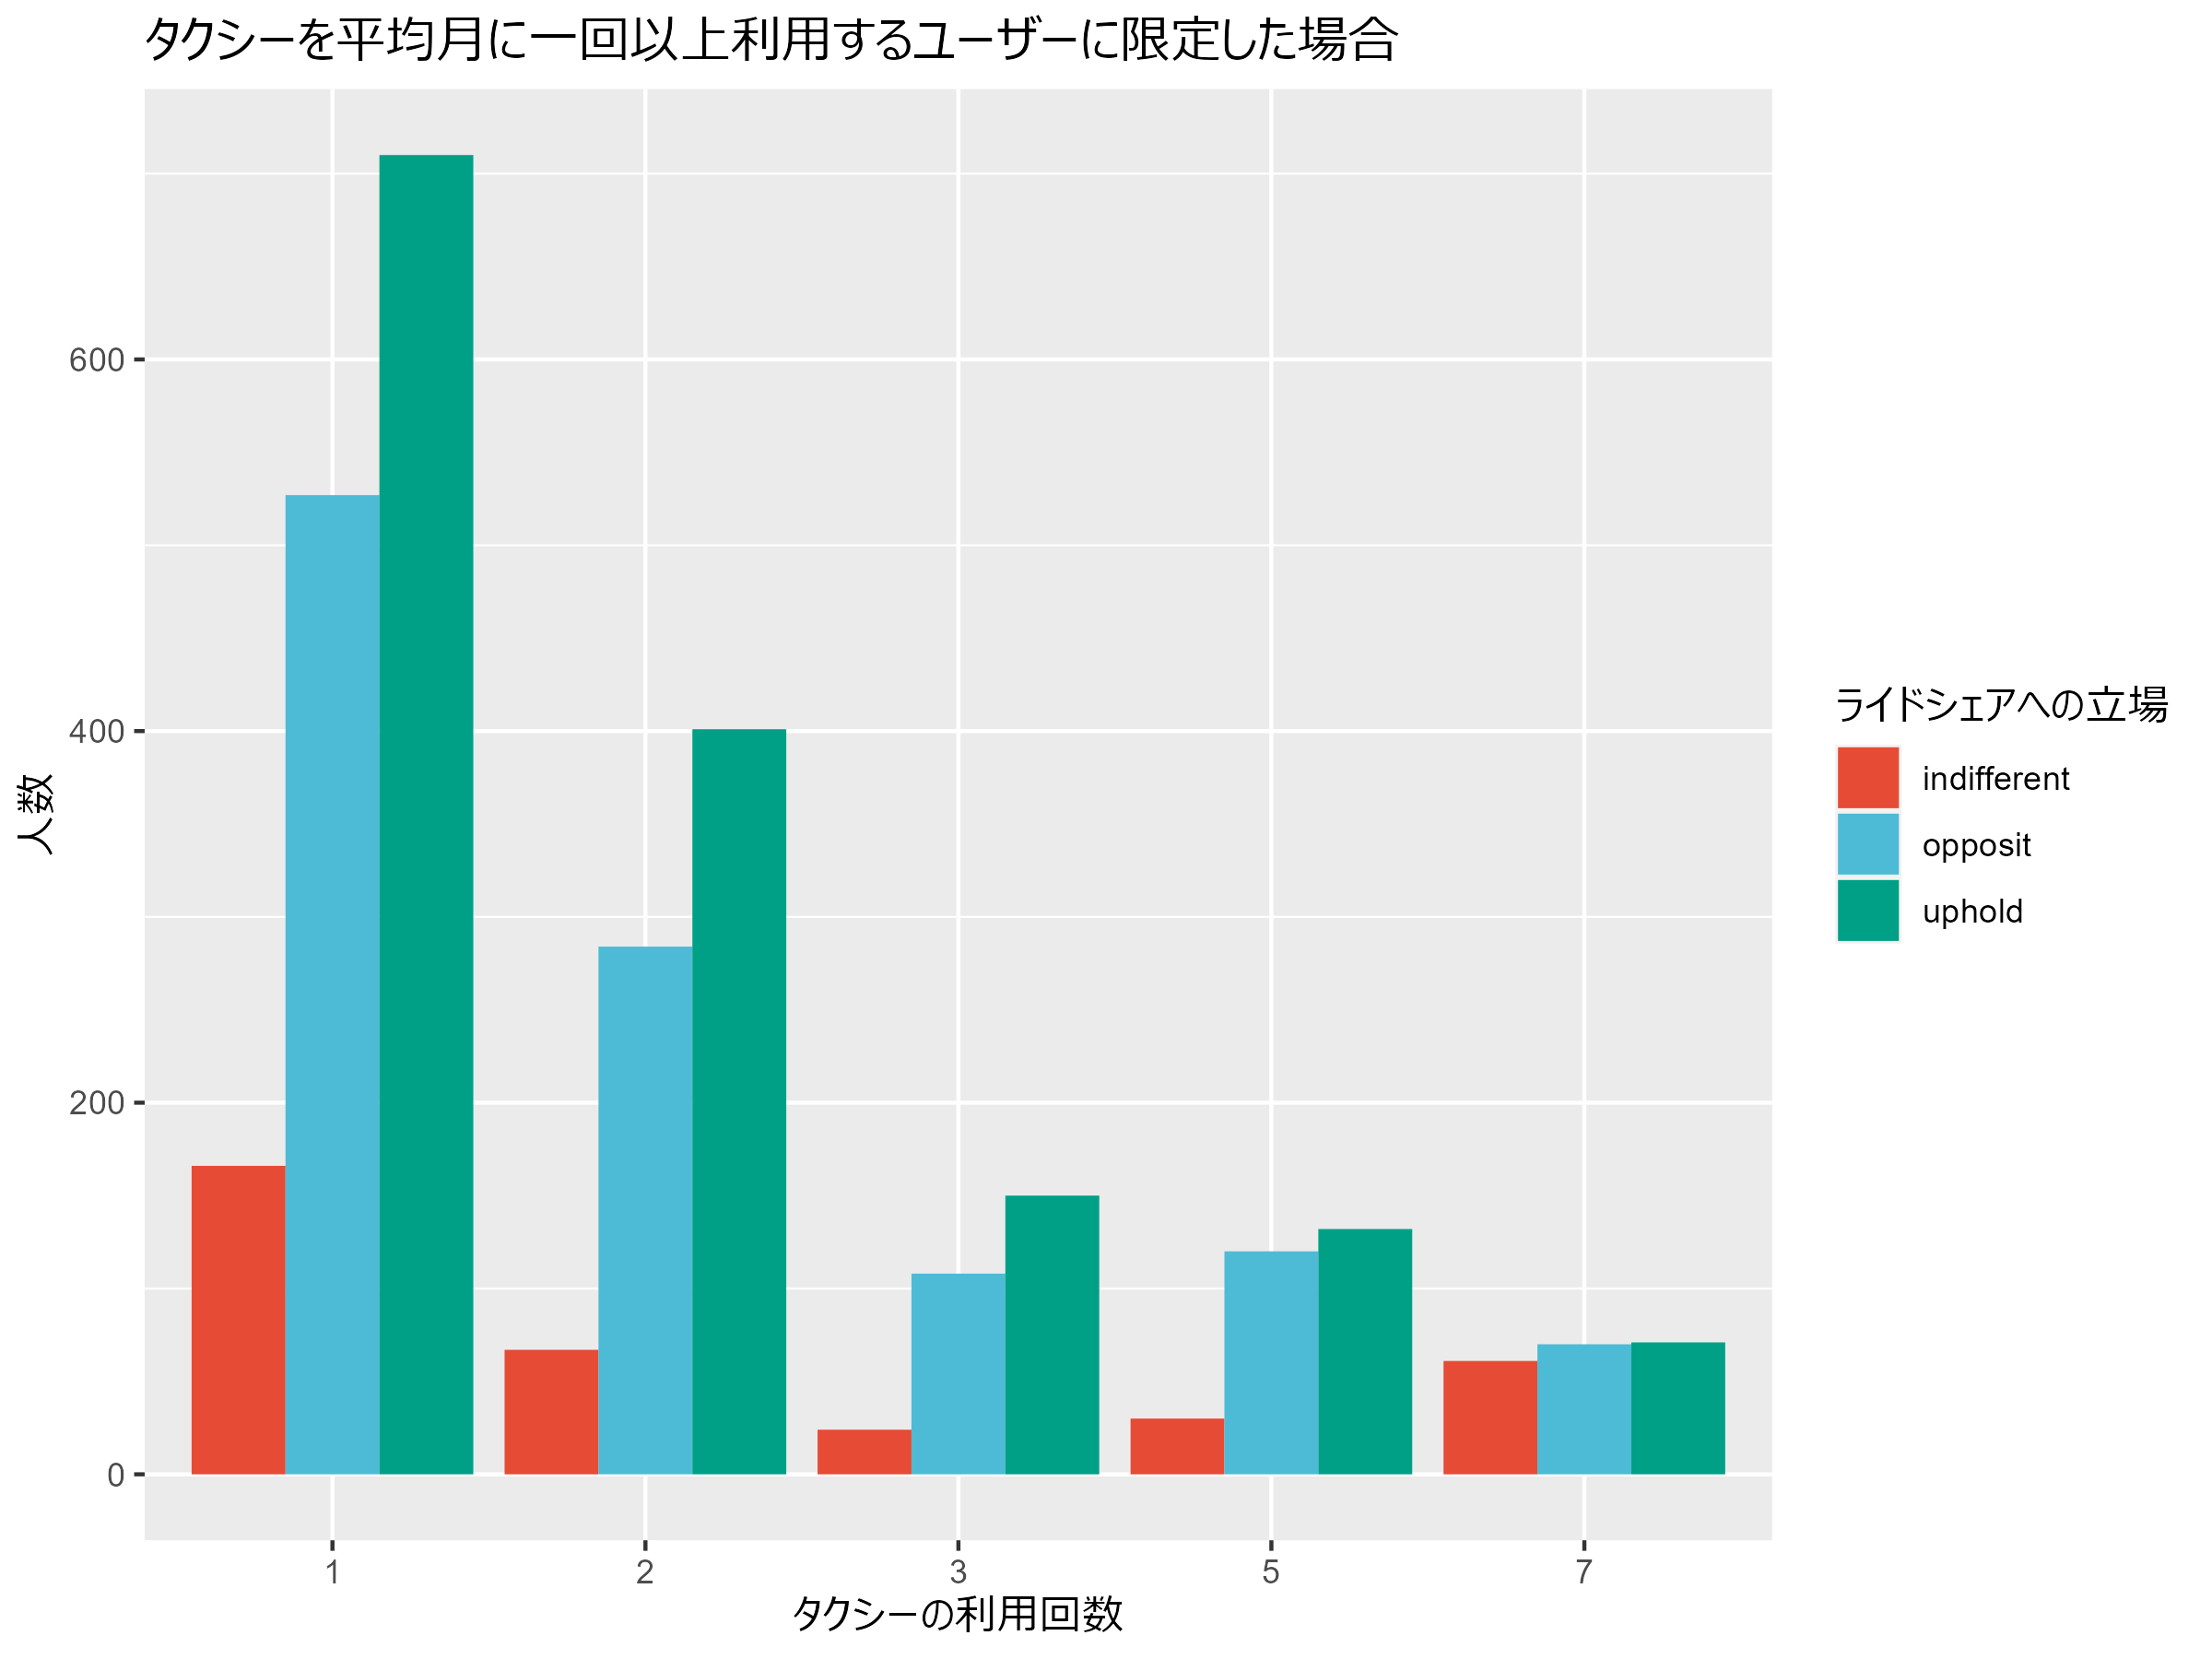 タクシーを平均月に一回以上利用するユーザーに限定した場合
人数
600
400
200
0
1 2 3 5 7
タクシーの利用回数
ライドシェアへの立場
indifferent
opposit
uphold